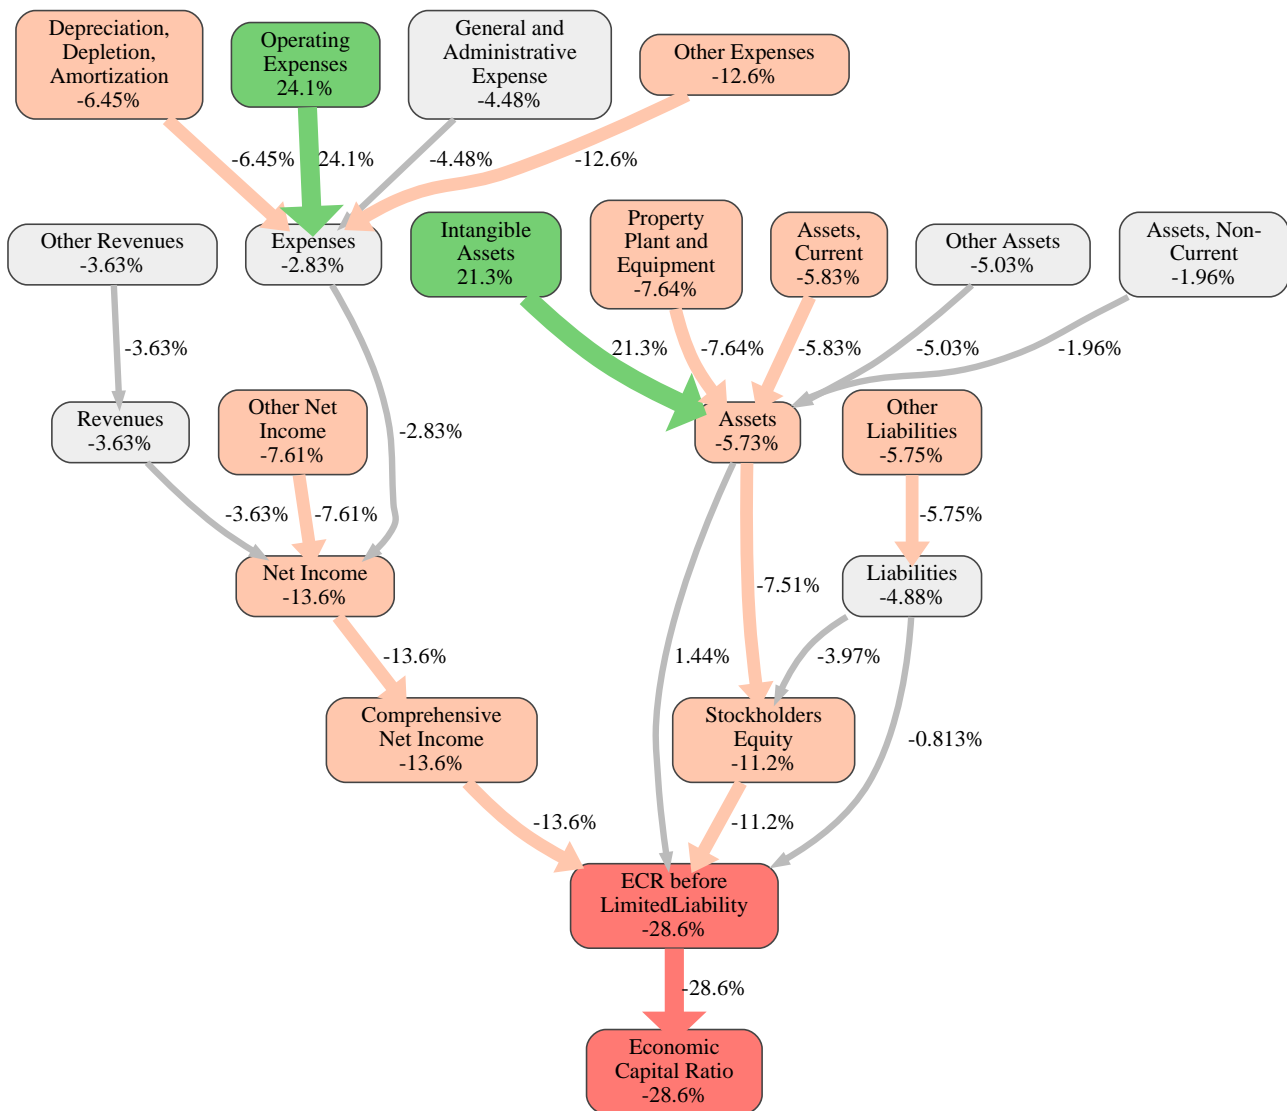 Depreciation,
Depletion,
Amortization
-6.45%
Operating
Expenses
24.1%
General and
Administrative
Expense
-4.48%
Other Expenses
-12.6%
-6.45%
24.1%
-4.48%
-12.6%
Other Revenues
-3.63%
Expenses
-2.83%
Intangible
Assets
21.3%
Property
Plant and
Equipment
-7.64%
Assets,
Current
-5.83%
Other Assets
-5.03%
Assets, Non-
Current
-1.96%
-3.63%
-2.83%
21.3%
-7.64%
-5.83%
-5.03%
-1.96%
Revenues
-3.63%
Other Net
Income
-7.61%
Assets
-5.73%
Other
Liabilities
-5.75%
-3.63%
-7.61%
-7.51%
-5.75%
Net Income
-13.6%
Liabilities
-4.88%
-13.6%
1.44%
-3.97%
-0.813%
Comprehensive
Net Income
-13.6%
Stockholders
Equity
-11.2%
-13.6%
-11.2%
ECR before
LimitedLiability
-28.6%
-28.6%
Economic
Capital Ratio
-28.6%